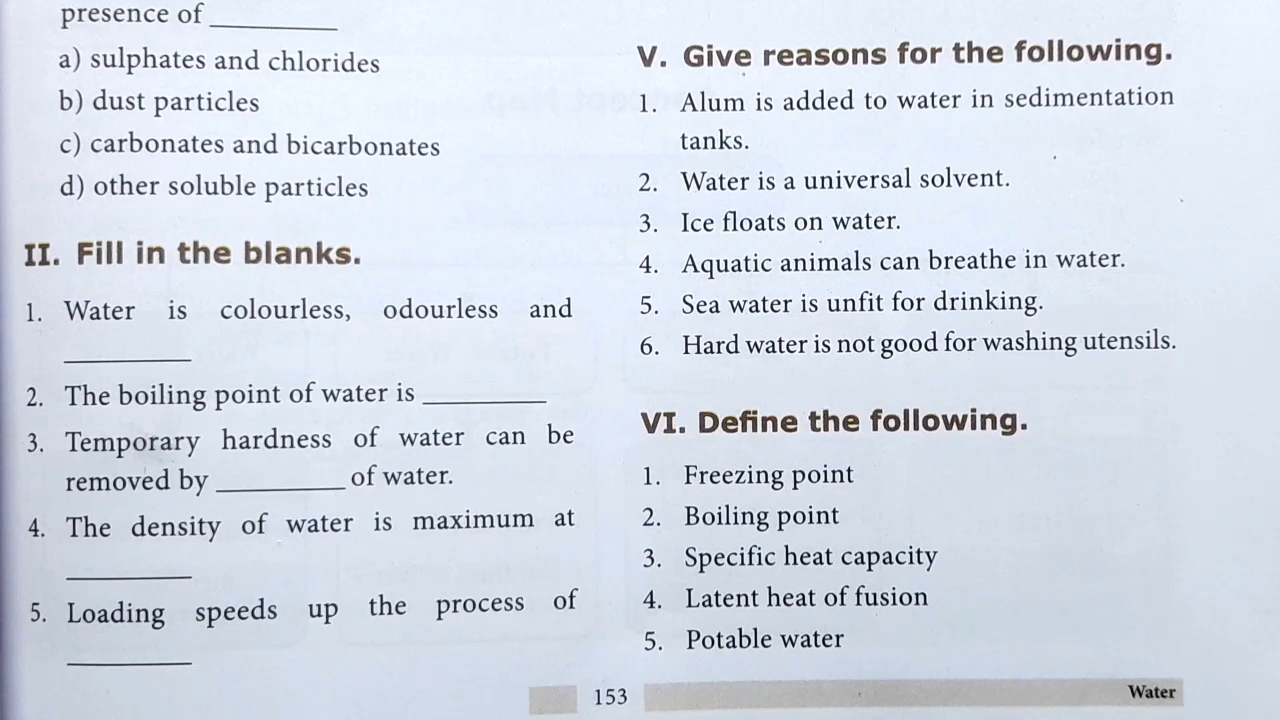 presence of __________
a) sulphates and chlorides
b) dust particles
c) carbonates and bicarbonates
d) other soluble particles
II. Fill in the blanks.
1. Water is colourless, odourless and
__________
2. The boiling point of water is __________
3. Temporary hardness of water can be
removed by __________ of water.
4. The density of water is maximum at
__________
5. Loading speeds up the process of
__________
V. Give reasons for the following.
1. Alum is added to water in sedimentation
tanks.
2. Water is a universal solvent.
3. Ice floats on water.
4. Aquatic animals can breathe in water.
5. Sea water is unfit for drinking.
6. Hard water is not good for washing utensils.
VI. Define the following.
1. Freezing point
2. Boiling point
3. Specific heat capacity
4. Latent heat of fusion
5. Potable water
153
Water